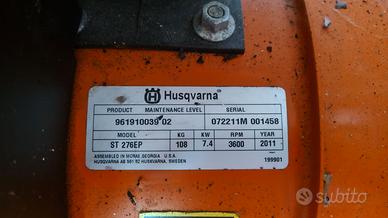 Husqvarna
PRODUCT MAINTENANCE LEVEL SERIAL
961910039 02 072211M 001458
MODEL KG KW RPM YEAR
ST 276EP 108 7.4 3600 2011
ASSEMBLED IN MCRAE, GEORGIA U.S.A.
HUSQVARNA AB 561 82 HUSKVARNA, SWEDEN 199901
subito